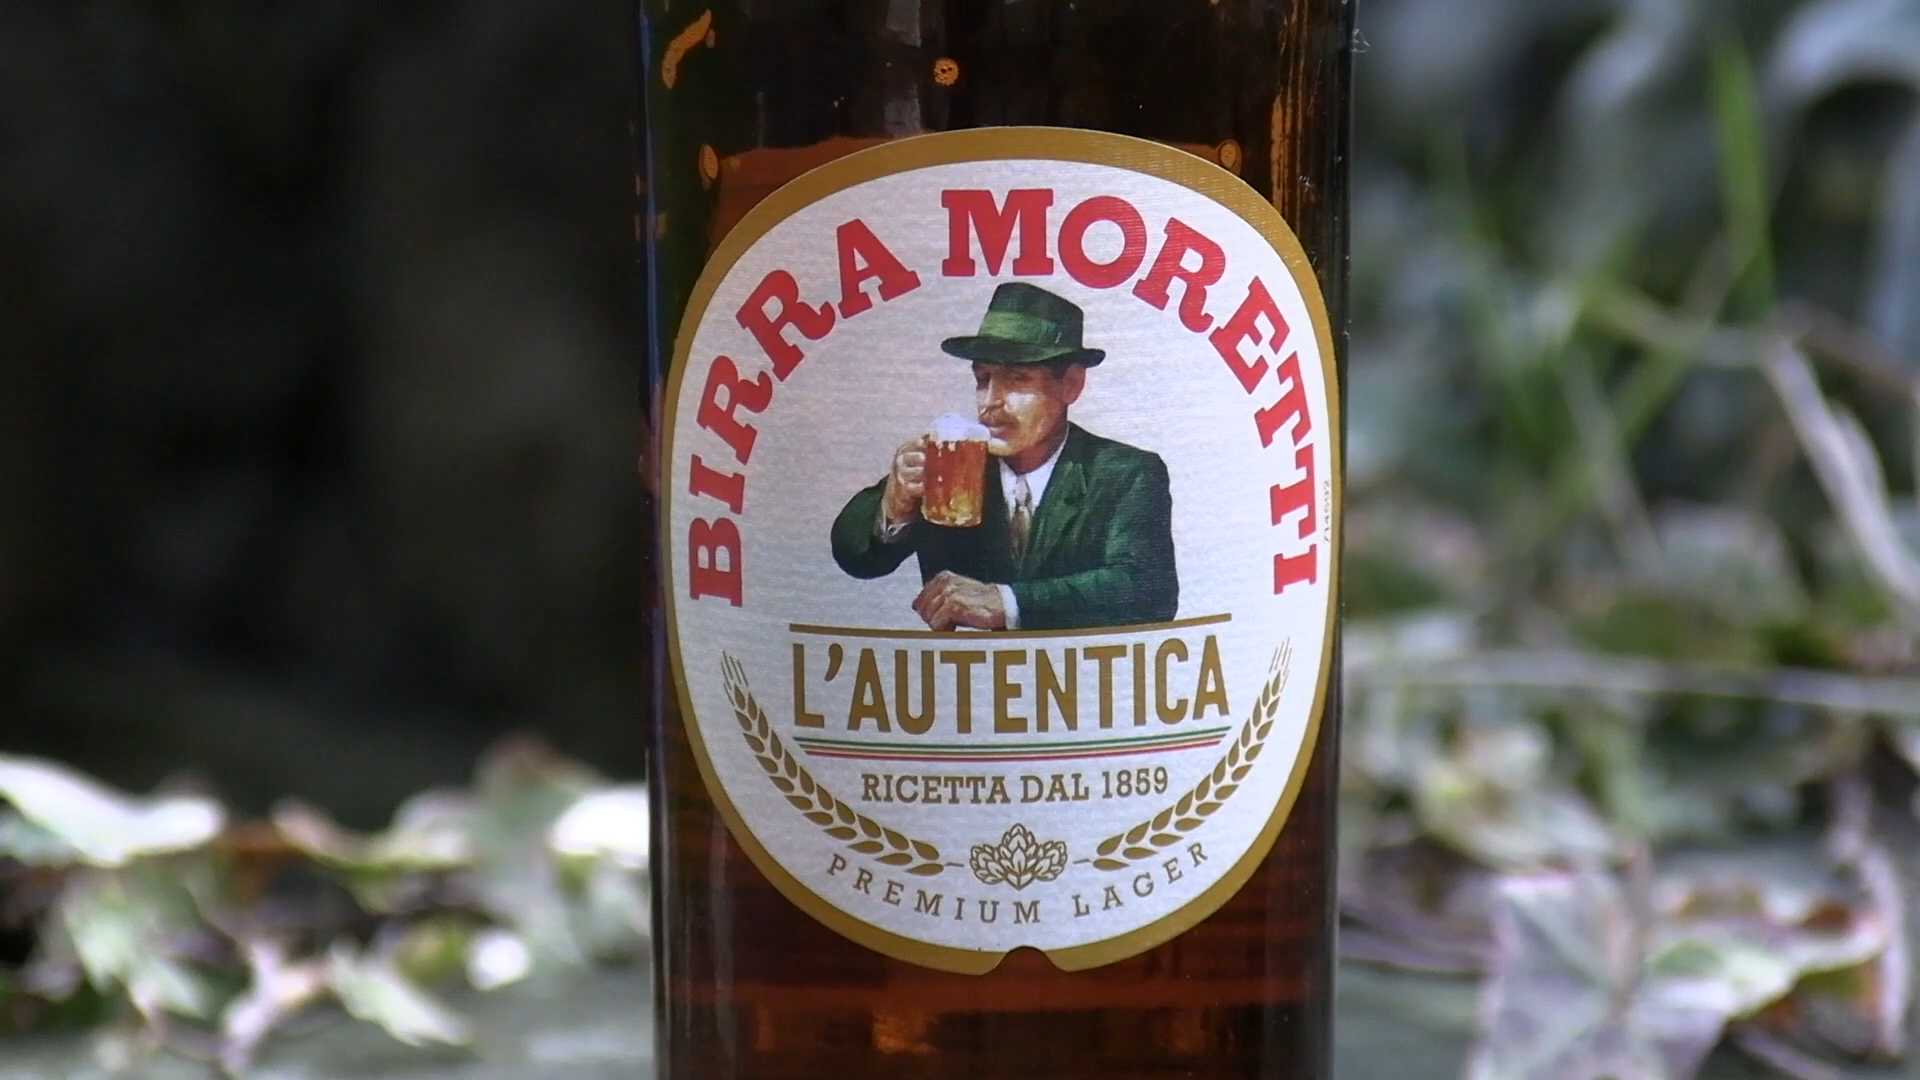 BIRRA MORETTI
L'AUTENTICA
RICETTA DAL 1859
PREMIUM LAGER